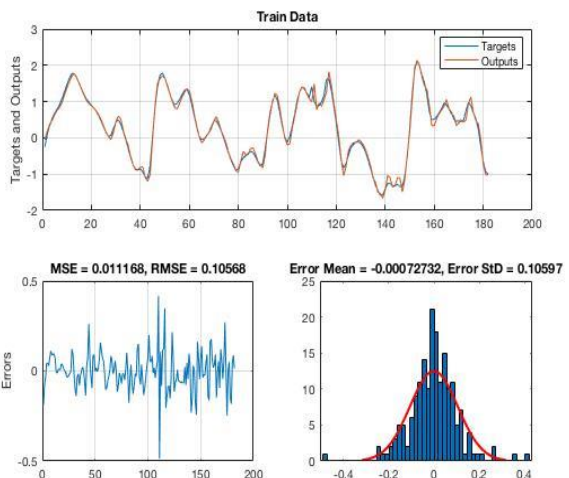 Train Data
Targets and Outputs
3
2
1
0
-1
-2
Targets
Outputs
0 20 40 60 80 100 120 140 160 180 200
MSE = 0.011168, RMSE = 0.10568
Errors
0.5
0
-0.5
0 50 100 150 200
Error Mean = -0.00072732, Error StD = 0.10597
25
20
15
10
5
0
-0.4 -0.2 0 0.2 0.4